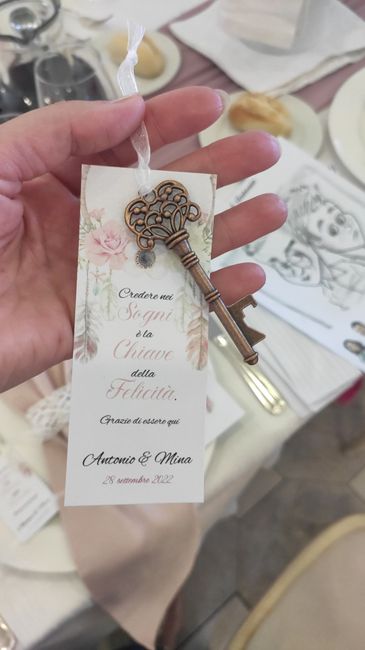 Credere nei
Sogni
è la
Chiave
della
Felicità.
Grazie di essere qui
Antonio & Mina
28 settembre 2022